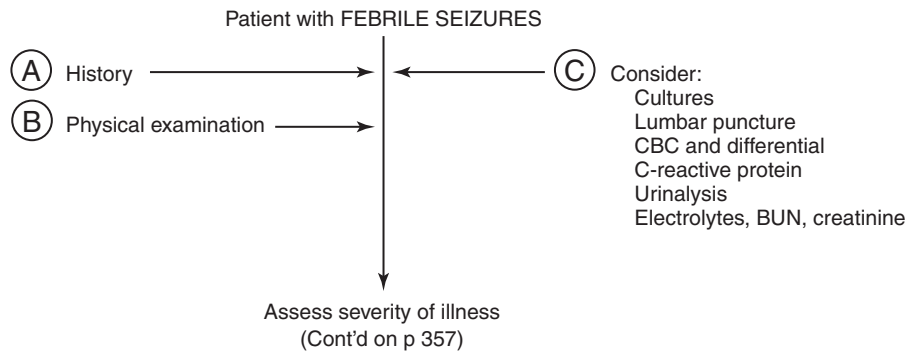 Patient with FEBRILE SEIZURES
A History
B Physical examination
C Consider:
Cultures
Lumbar puncture
CBC and differential
C-reactive protein
Urinalysis
Electrolytes, BUN, creatinine
Assess severity of illness
(Cont'd on p 357)